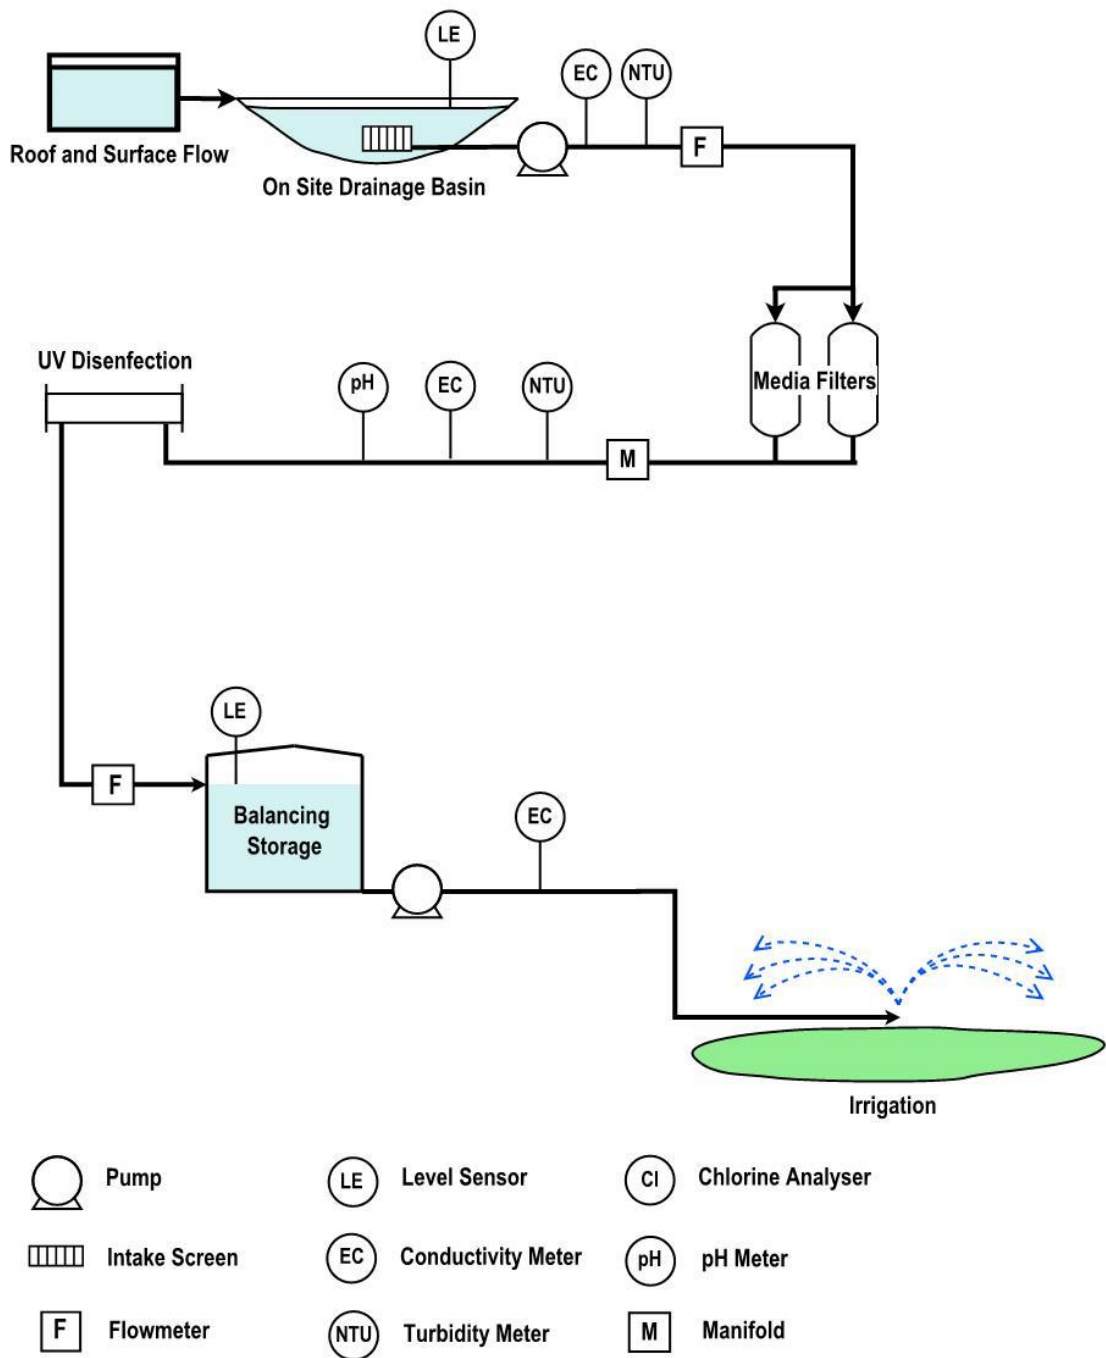 LE
EC
NTU
F
Roof and Surface Flow
On Site Drainage Basin
UV Disenfection
pH
EC
NTU
Media Filters
M
LE
F
Balancing
Storage
EC
Irrigation
Pump
LE
Level Sensor
Cl
Chlorine Analyser
Intake Screen
EC
Conductivity Meter
pH
pH Meter
F
Flowmeter
NTU
Turbidity Meter
M
Manifold